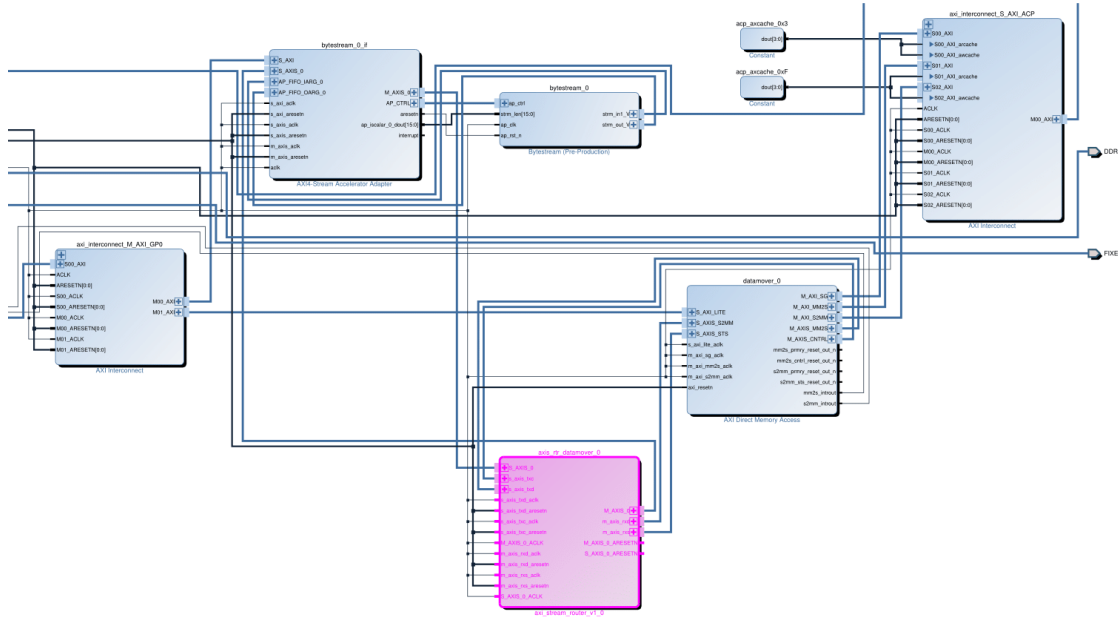 axi_interconnect_S_AXI_ACP
S00_AXI
S00_AXI_arcache
S00_AXI_awcache
S01_AXI
S01_AXI_arcache
S02_AXI
S02_AXI_awcache
ACLK
ARESETN[0:0]
S00_ACLK
S00_ARESETN[0:0]
M00_ACLK
M00_ARESETN[0:0]
S01_ACLK
S01_ARESETN[0:0]
S02_ACLK
S02_ARESETN[0:0]
M00_AXI
AXI Interconnect
acp_axcache_0x3
dout[3:0]
Constant
acp_axcache_0xF
dout[3:0]
Constant
DDR
FIXE
bytestream_0_if
S_AXI
S_AXIS_0
AP_FIFO_IARG_0
AP_FIFO_OARG_0
s_axi_aclk
s_axi_aresetn
s_axis_aclk
s_axis_aresetn
m_axis_aclk
m_axis_aresetn
aclk
M_AXIS_0
AP_CTRL
aresetn
ap_iscalar_0_dout[15:0]
interrupt
AXI4-Stream Accelerator Adapter
bytestream_0
ap_ctrl
strm_len[15:0]
ap_clk
ap_rst_n
strm_in1_V
strm_out_V
Bytestream (Pre-Production)
axi_interconnect_M_AXI_GP0
S00_AXI
ACLK
ARESETN[0:0]
S00_ACLK
S00_ARESETN[0:0]
M00_ACLK
M00_ARESETN[0:0]
M01_ACLK
M01_ARESETN[0:0]
M00_AXI
M01_AXI
AXI Interconnect
datamover_0
S_AXI_LITE
S_AXIS_S2MM
S_AXIS_STS
s_axi_lite_aclk
m_axi_sg_aclk
m_axi_mm2s_aclk
m_axi_s2mm_aclk
axi_resetn
M_AXI_SG
M_AXI_MM2S
M_AXI_S2MM
M_AXIS_MM2S
M_AXIS_CNTRL
mm2s_prmry_reset_out_n
mm2s_cntrl_reset_out_n
s2mm_prmry_reset_out_n
s2mm_sts_reset_out_n
mm2s_introut
s2mm_introut
AXI Direct Memory Access
axis_rtr_datamover_0
S_AXIS_0
s_axis_txc
s_axis_txd
s_axis_txd_aclk
s_axis_txd_aresetn
s_axis_txc_aclk
s_axis_txc_aresetn
M_AXIS_0_ACLK
m_axis_rxd_aclk
m_axis_rxd_aresetn
m_axis_rxs_aclk
m_axis_rxs_aresetn
S_AXIS_0_ACLK
M_AXIS_0
m_axis_rxd
m_axis_rxs
M_AXIS_0_ARESETN
S_AXIS_0_ARESETN
axi_stream_router_v1_0